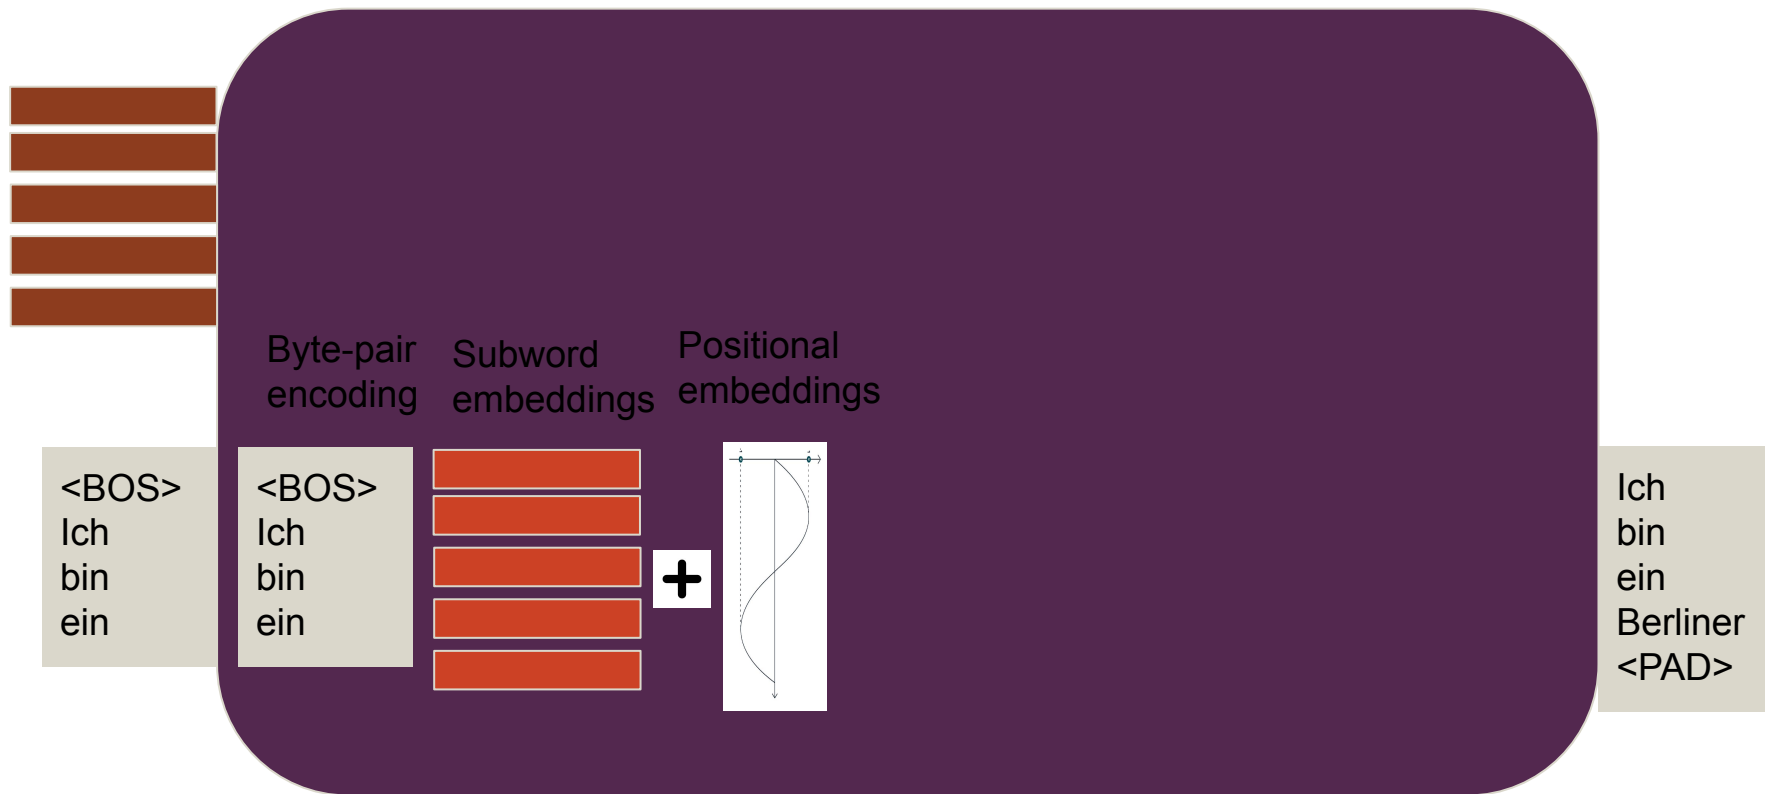 Byte-pair
encoding
Subword
embeddings
Positional
embeddings
<BOS>
Ich
bin
ein
<BOS>
Ich
bin
ein
Ich
bin
ein
Berliner
<PAD>